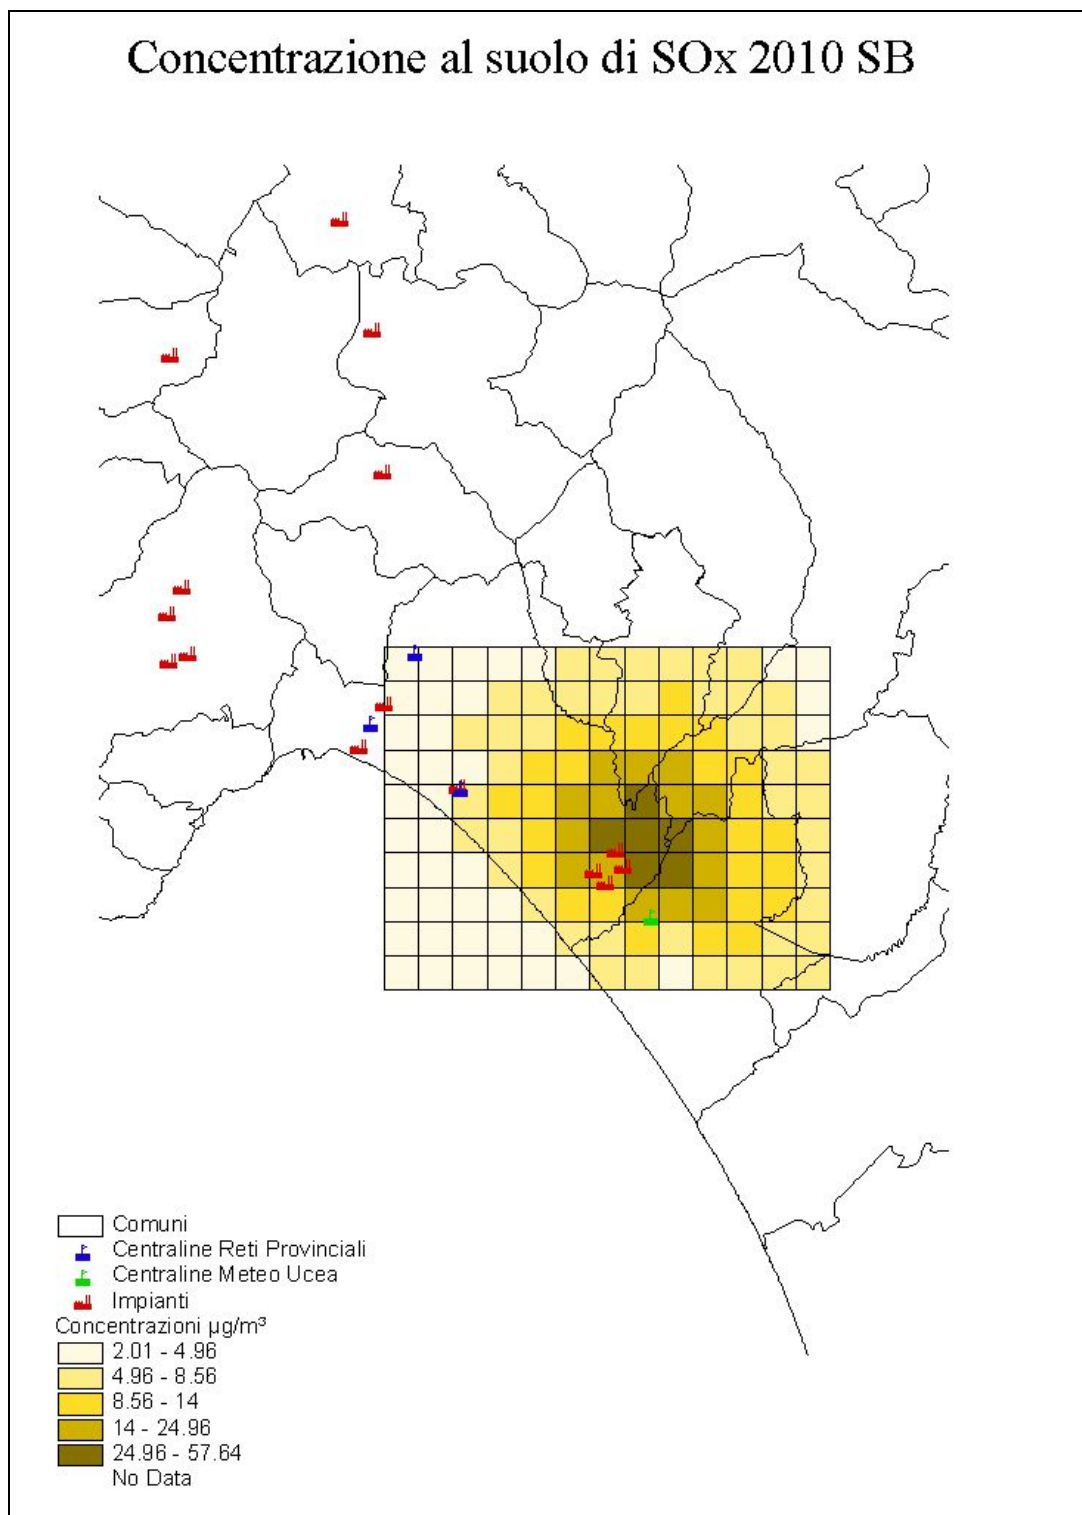 Concentrazione al suolo di SOx 2010 SB
Comuni
Centraline Reti Provinciali
Centraline Meteo Ucea
Impianti
Concentrazioni µg/m³
2.01 - 4.96
4.96 - 8.56
8.56 - 14
14 - 24.96
24.96 - 57.64
No Data